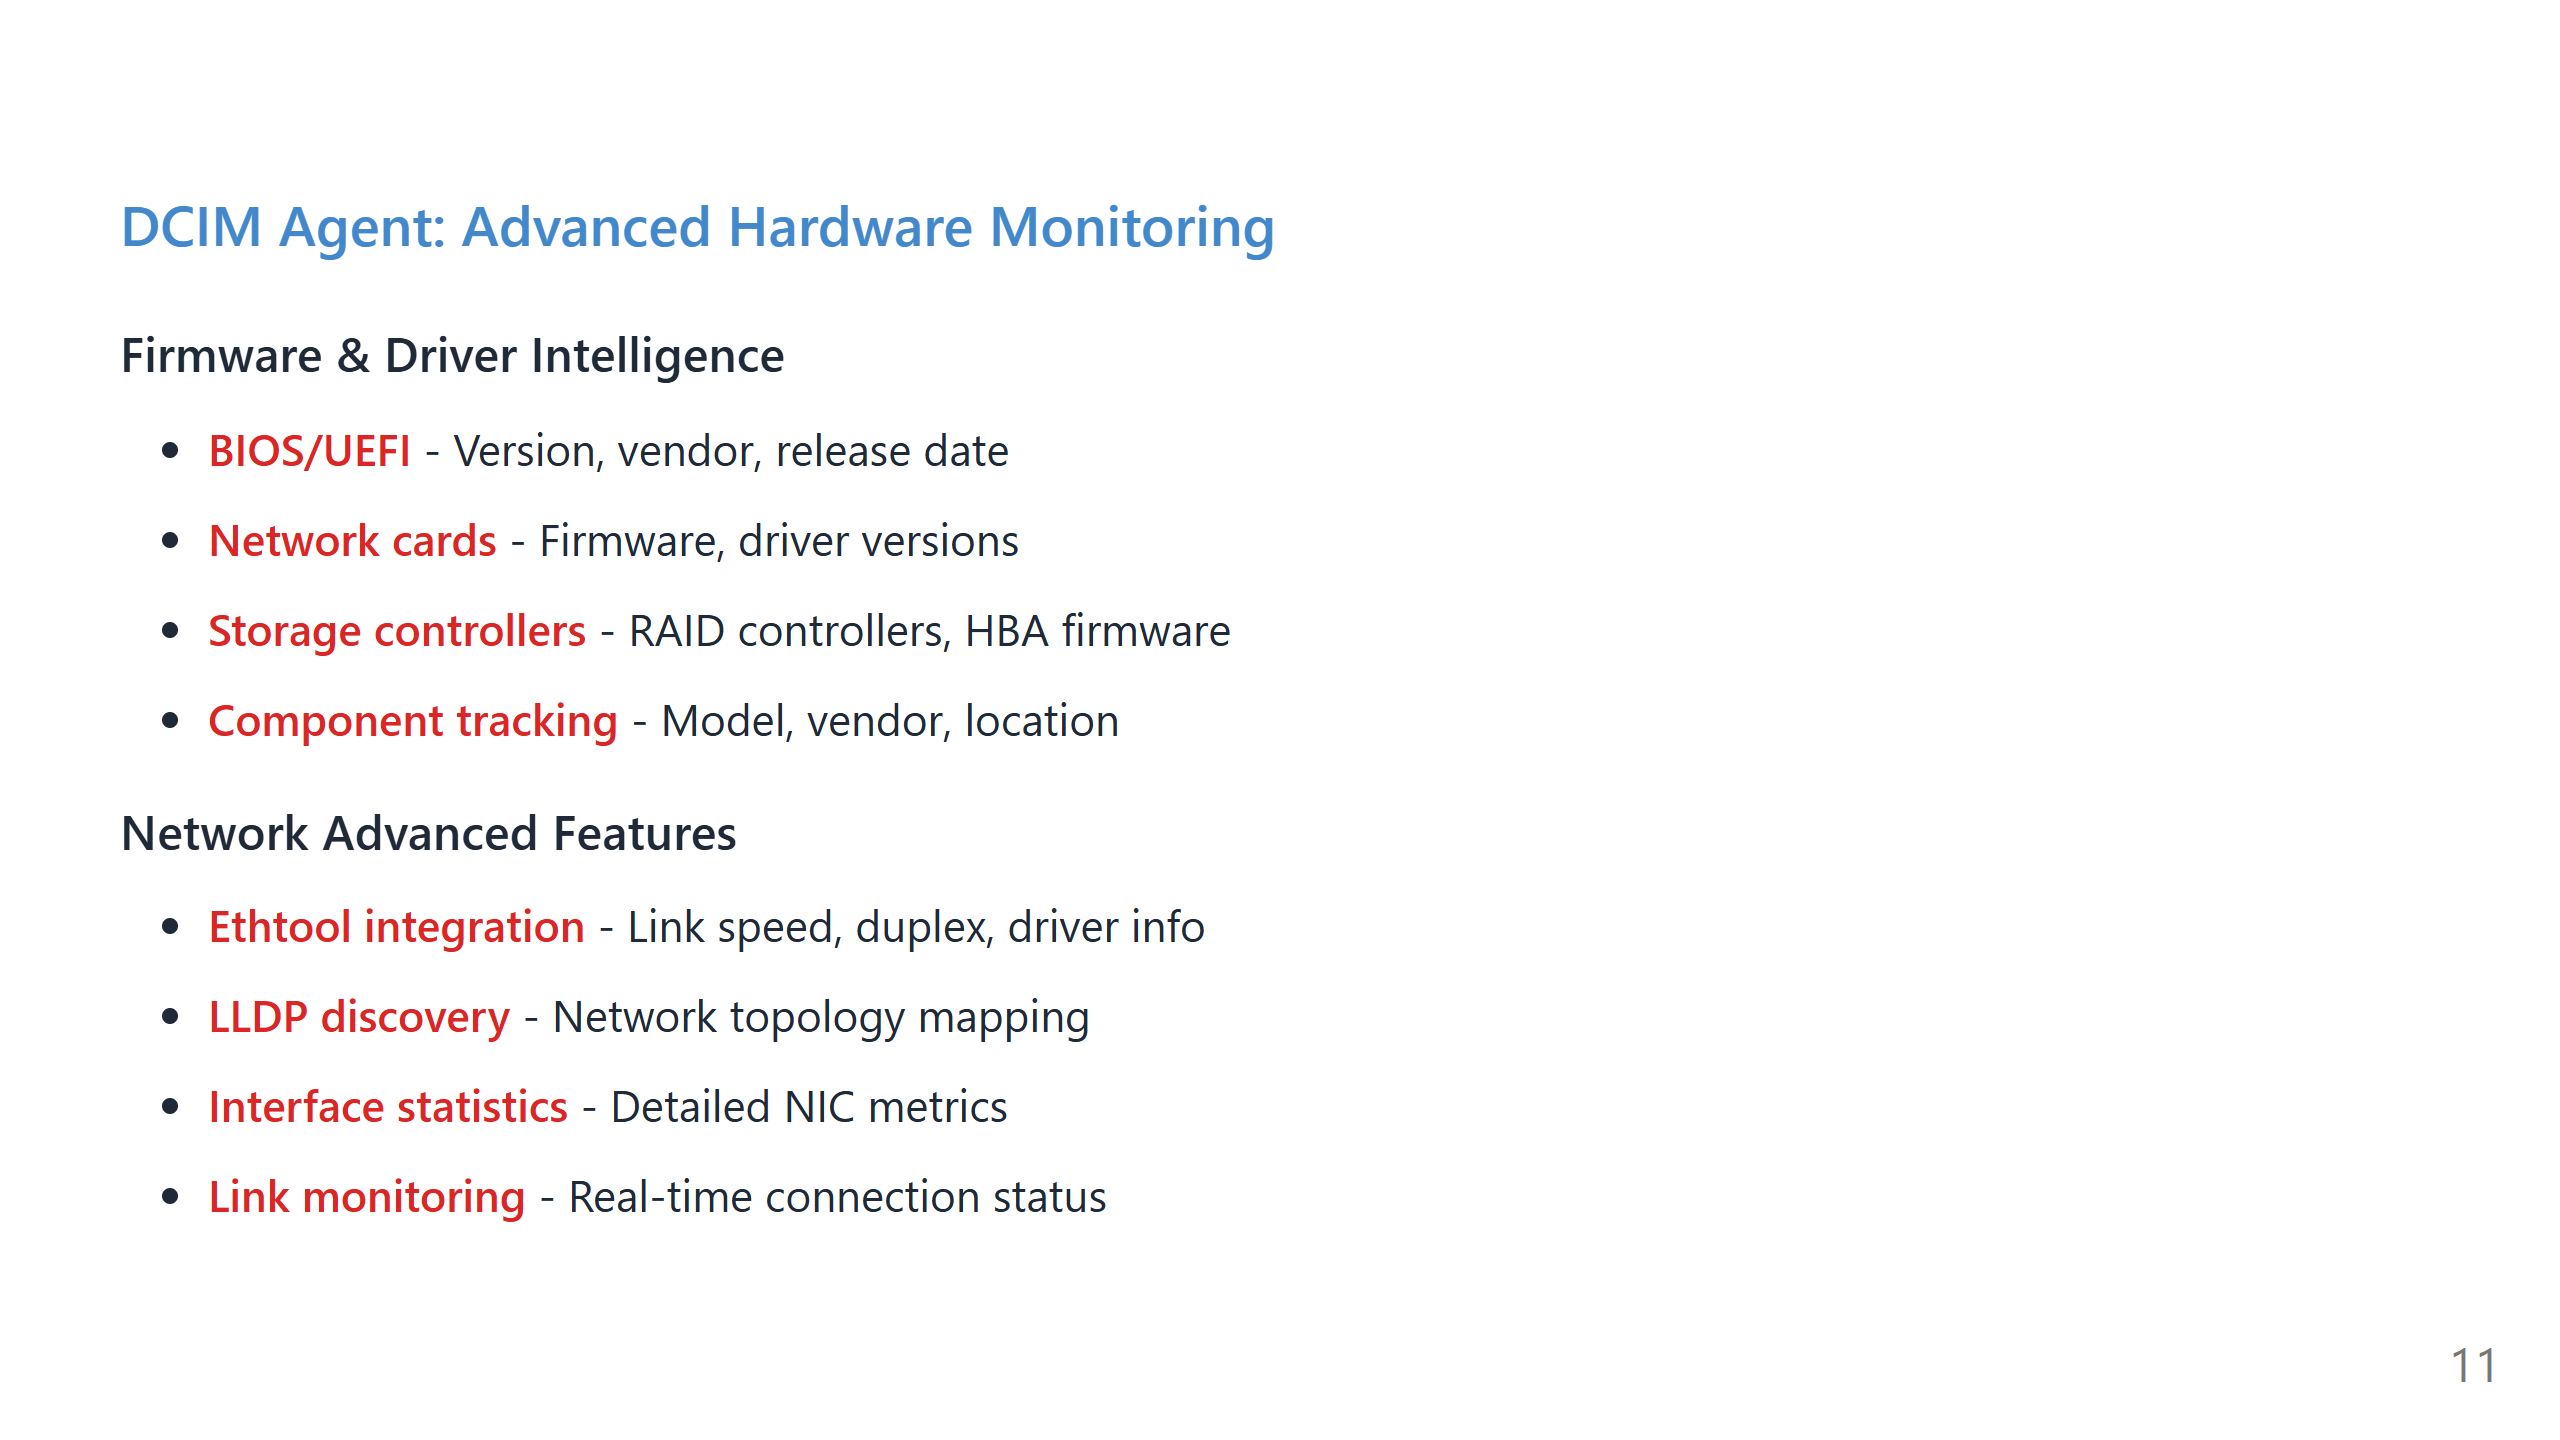 DCIM Agent: Advanced Hardware Monitoring
Firmware & Driver Intelligence
• BIOS/UEFI - Version, vendor, release date
• Network cards - Firmware, driver versions
• Storage controllers - RAID controllers, HBA firmware
• Component tracking - Model, vendor, location
Network Advanced Features
• Ethtool integration - Link speed, duplex, driver info
• LLDP discovery - Network topology mapping
• Interface statistics - Detailed NIC metrics
• Link monitoring - Real-time connection status
11